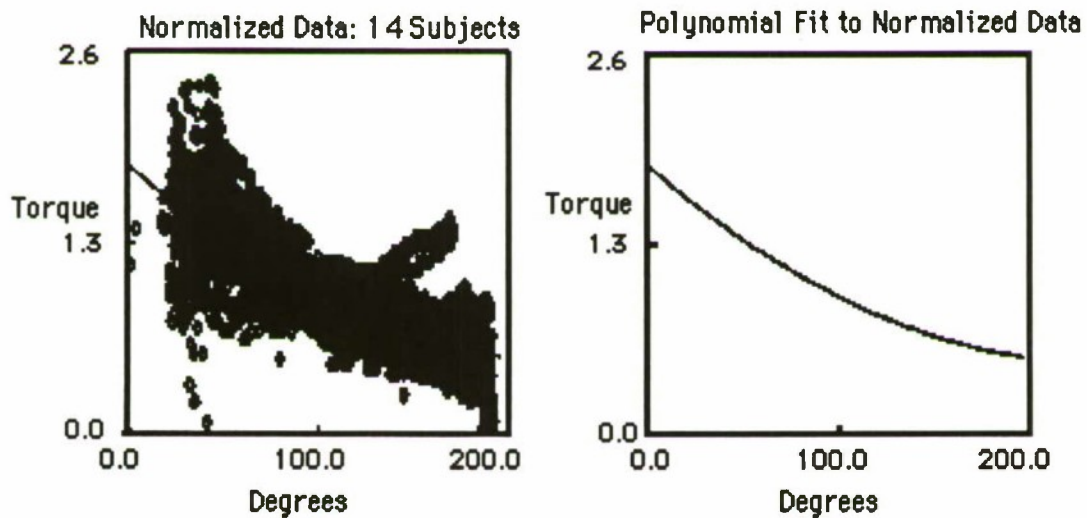 Normalized Data: 14 Subjects
2.6
Torque
1.3
0.0
0.0 100.0 200.0
Degrees
Polynomial Fit to Normalized Data
2.6
Torque
1.3
0.0
0.0 100.0 200.0
Degrees